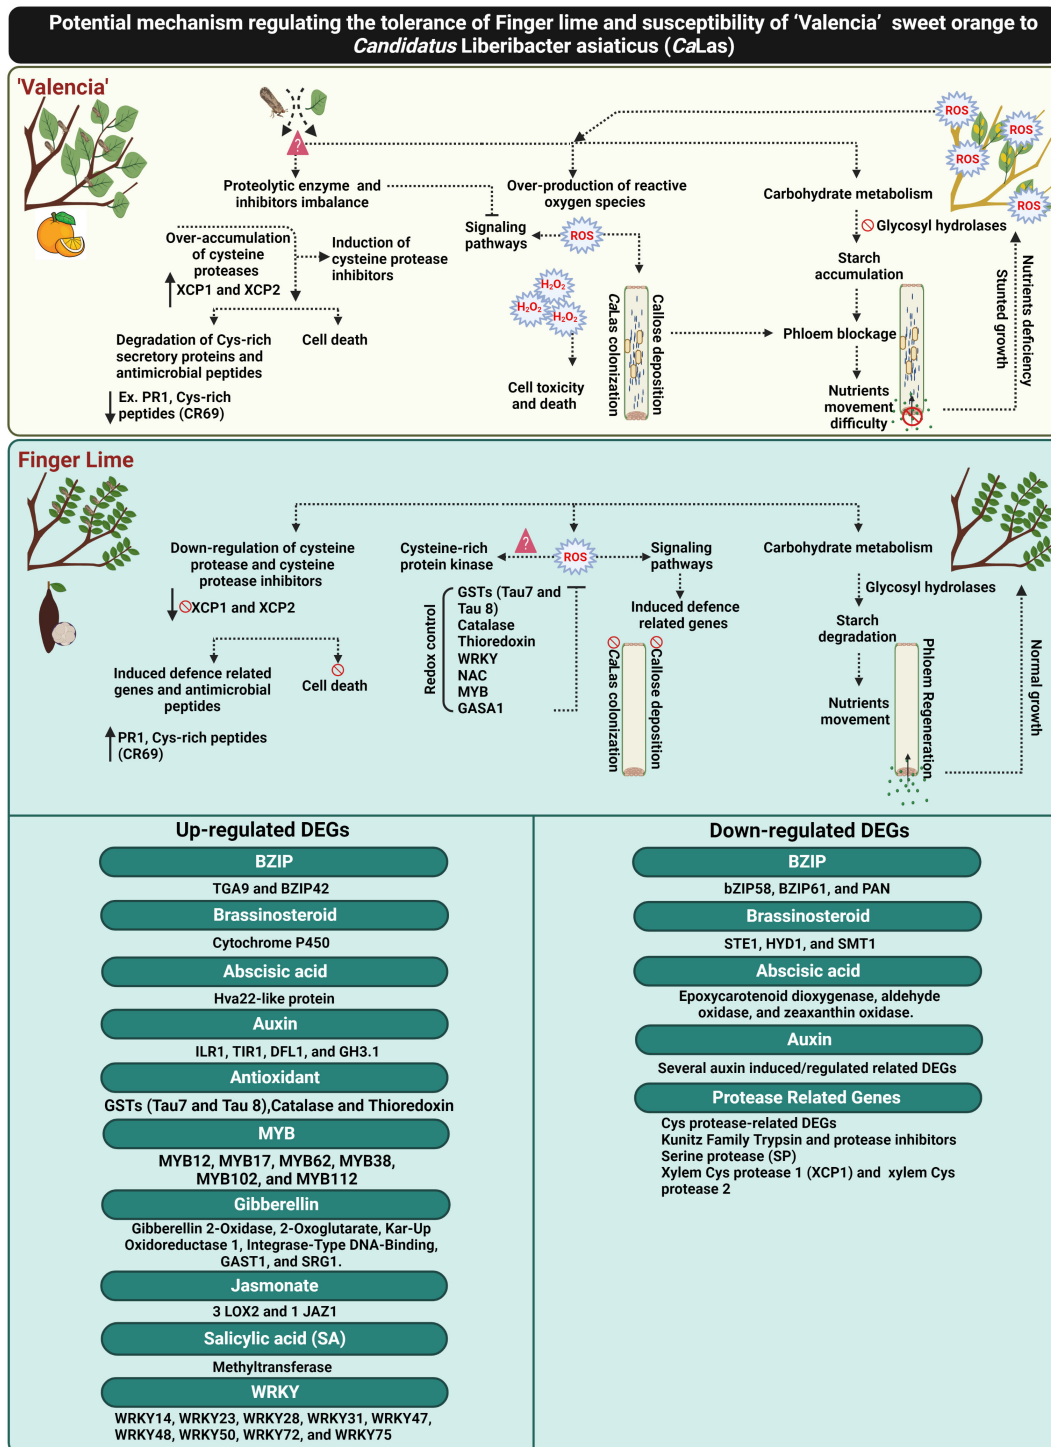 Potential mechanism regulating the tolerance of Finger lime and susceptibility of ‘Valencia’ sweet orange to
Candidatus Liberibacter asiaticus (CaLas)
'Valencia'
?
Proteolytic enzyme and
inhibitors imbalance
Over-accumulation
of cysteine
proteases
XCP1 and XCP2
Induction of
cysteine protease
inhibitors
Degradation of Cys-rich
secretory proteins and
antimicrobial peptides
Cell death
Ex. PR1, Cys-rich
peptides (CR69)
Signaling
pathways
Over-production of reactive
oxygen species
ROS
H2O2
H2O2
H2O2
Cell toxicity
and death
CaLas colonization
Callose deposition
Carbohydrate metabolism
Glycosyl hydrolases
Starch
accumulation
Phloem blockage
Nutrients
movement
difficulty
ROS
ROS
ROS
ROS
Stunted growth
Nutrients deficiency
Finger Lime
Down-regulation of cysteine
protease and cysteine
protease inhibitors
XCP1 and XCP2
Induced defence related
genes and antimicrobial
peptides
Cell death
PR1, Cys-rich peptides
(CR69)
Cysteine-rich
protein kinase
?
ROS
Signaling
pathways
Induced defence
related genes
Redox control
GSTs (Tau7 and
Tau 8)
Catalase
Thioredoxin
WRKY
NAC
MYB
GASA1
CaLas colonization
Callose deposition
Carbohydrate metabolism
Glycosyl hydrolases
Starch
degradation
Nutrients
movement
Phloem Regeneration
Normal growth
Up-regulated DEGs
BZIP
TGA9 and BZIP42
Brassinosteroid
Cytochrome P450
Abscisic acid
Hva22-like protein
Auxin
ILR1, TIR1, DFL1, and GH3.1
Antioxidant
GSTs (Tau7 and Tau 8),Catalase and Thioredoxin
MYB
MYB12, MYB17, MYB62, MYB38,
MYB102, and MYB112
Gibberellin
Gibberellin 2-Oxidase, 2-Oxoglutarate, Kar-Up
Oxidoreductase 1, Integrase-Type DNA-Binding,
GAST1, and SRG1.
Jasmonate
3 LOX2 and 1 JAZ1
Salicylic acid (SA)
Methyltransferase
WRKY
WRKY14, WRKY23, WRKY28, WRKY31, WRKY47,
WRKY48, WRKY50, WRKY72, and WRKY75
Down-regulated DEGs
BZIP
bZIP58, BZIP61, and PAN
Brassinosteroid
STE1, HYD1, and SMT1
Abscisic acid
Epoxycarotenoid dioxygenase, aldehyde
oxidase, and zeaxanthin oxidase.
Auxin
Several auxin induced/regulated related DEGs
Protease Related Genes
Cys protease-related DEGs
Kunitz Family Trypsin and protease inhibitors
Serine protease (SP)
Xylem Cys protease 1 (XCP1) and xylem Cys
protease 2